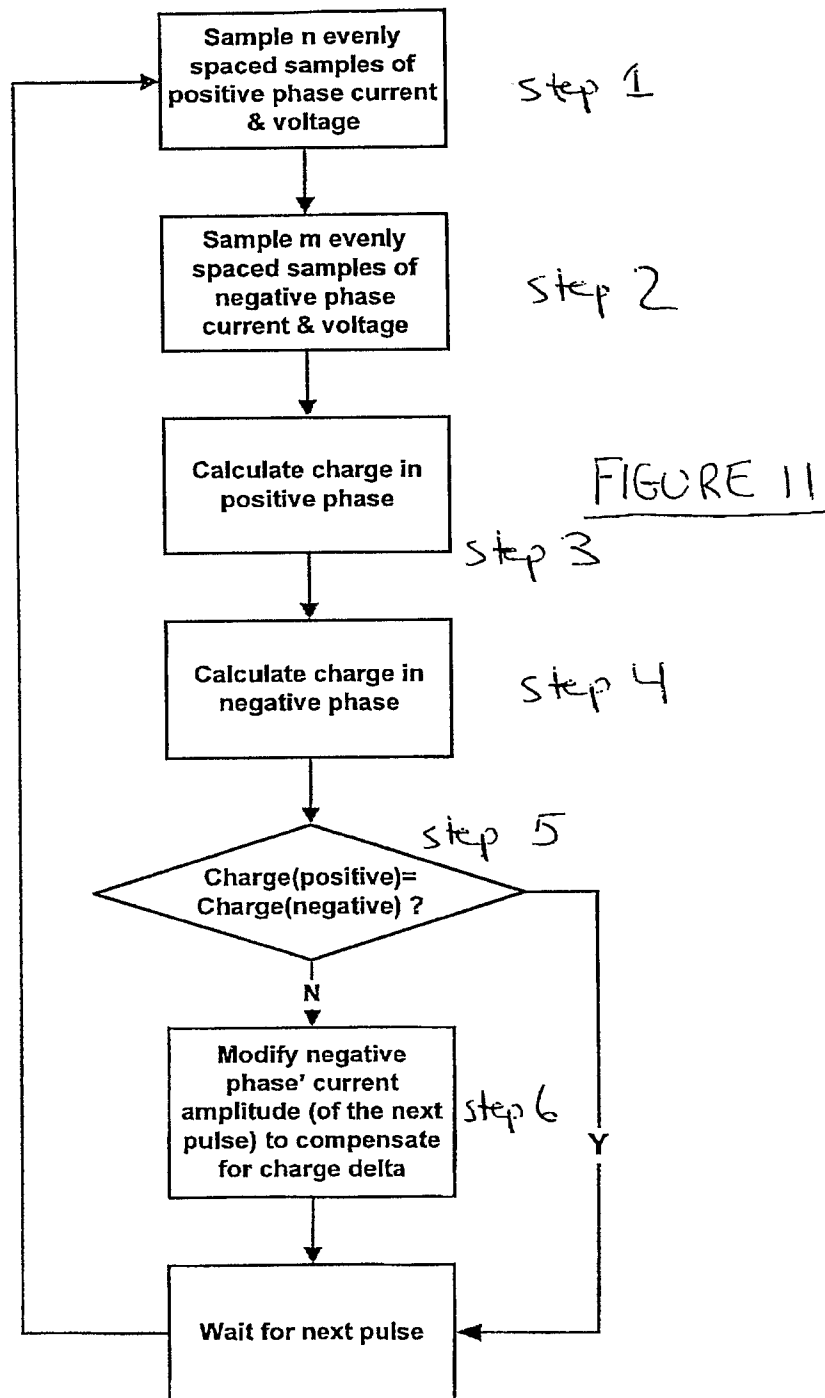 Sample n evenly
spaced samples of
positive phase current
& voltage
step 1
Sample m evenly
spaced samples of
negative phase
current & voltage
step 2
Calculate charge in
positive phase
FIGURE 11
step 3
Calculate charge in
negative phase
step 4
step 5
Charge(positive)=
Charge(negative) ?
N
Modify negative
phase' current
amplitude (of the next
pulse) to compensate
for charge delta
step 6
Y
Wait for next pulse